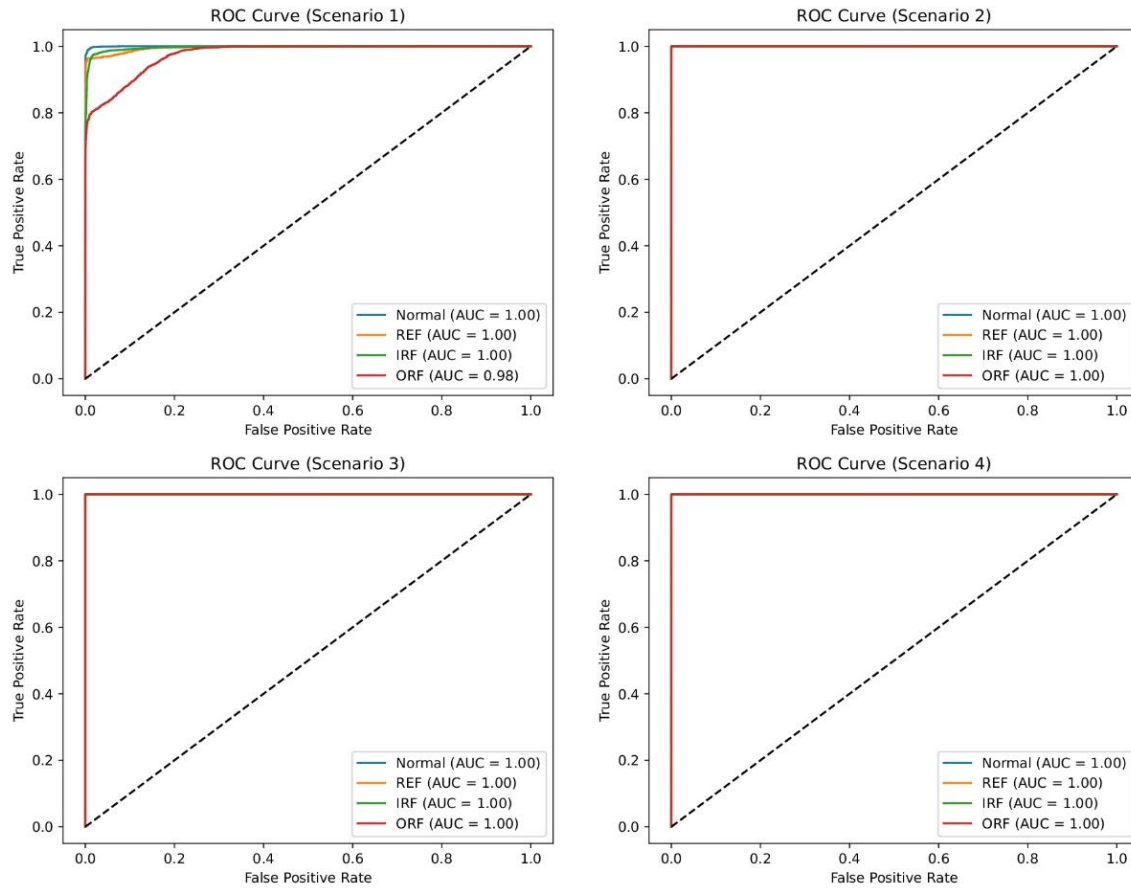 ROC Curve (Scenario 1)
True Positive Rate
1.0
0.8
0.6
0.4
0.2
0.0
Normal (AUC = 1.00)
REF (AUC = 1.00)
IRF (AUC = 1.00)
ORF (AUC = 0.98)
0.0 0.2 0.4 0.6 0.8 1.0
False Positive Rate
ROC Curve (Scenario 2)
True Positive Rate
1.0
0.8
0.6
0.4
0.2
0.0
Normal (AUC = 1.00)
REF (AUC = 1.00)
IRF (AUC = 1.00)
ORF (AUC = 1.00)
0.0 0.2 0.4 0.6 0.8 1.0
False Positive Rate
ROC Curve (Scenario 3)
True Positive Rate
1.0
0.8
0.6
0.4
0.2
0.0
Normal (AUC = 1.00)
REF (AUC = 1.00)
IRF (AUC = 1.00)
ORF (AUC = 1.00)
0.0 0.2 0.4 0.6 0.8 1.0
False Positive Rate
ROC Curve (Scenario 4)
True Positive Rate
1.0
0.8
0.6
0.4
0.2
0.0
Normal (AUC = 1.00)
REF (AUC = 1.00)
IRF (AUC = 1.00)
ORF (AUC = 1.00)
0.0 0.2 0.4 0.6 0.8 1.0
False Positive Rate